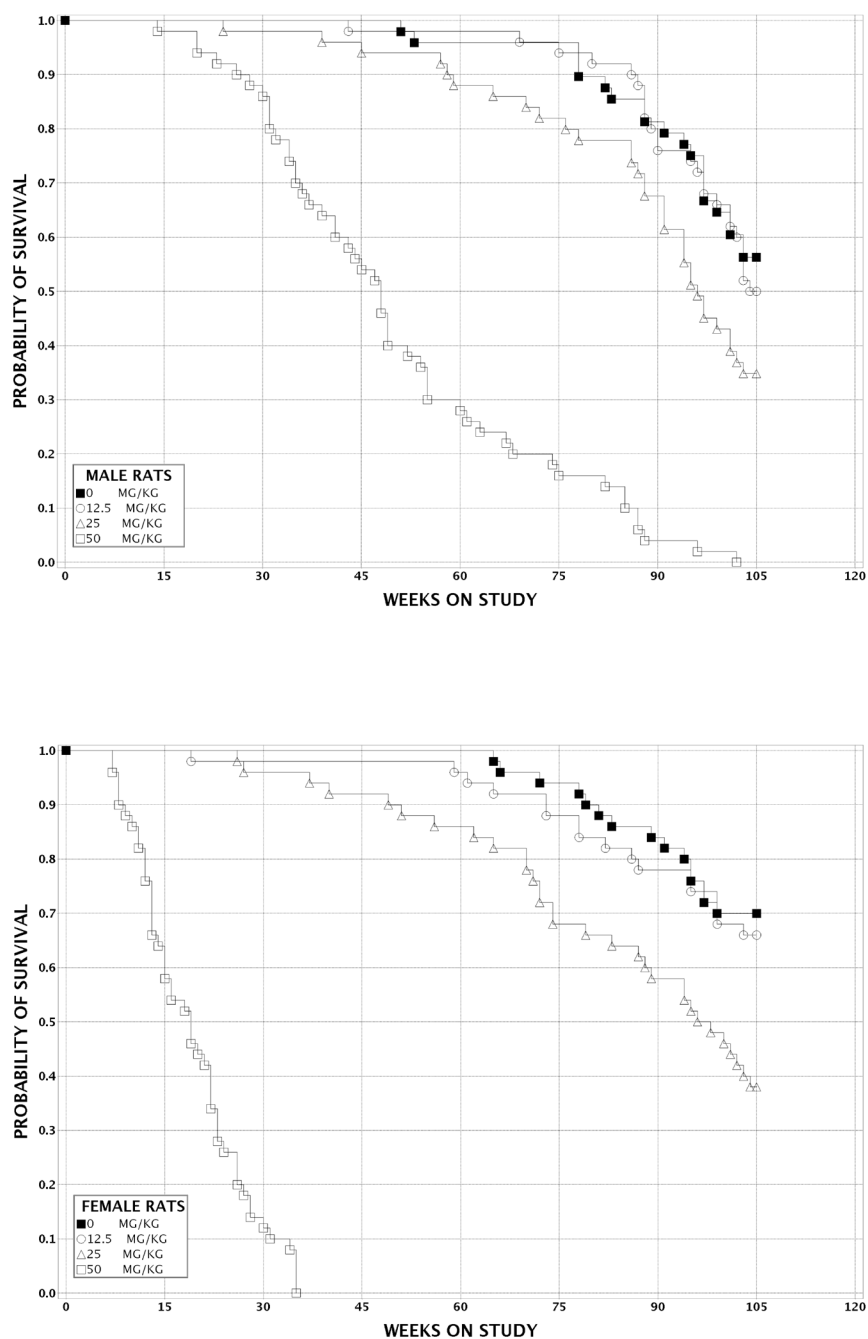 1.0
0.9
0.8
0.7
0.6
0.5
0.4
0.3
0.2
0.1
0.0
PROBABILITY OF SURVIVAL
MALE RATS
0 MG/KG
12.5 MG/KG
25 MG/KG
50 MG/KG
0 15 30 45 60 75 90 105 120
WEEKS ON STUDY
1.0
0.9
0.8
0.7
0.6
0.5
0.4
0.3
0.2
0.1
0.0
PROBABILITY OF SURVIVAL
FEMALE RATS
0 MG/KG
12.5 MG/KG
25 MG/KG
50 MG/KG
0 15 30 45 60 75 90 105 120
WEEKS ON STUDY